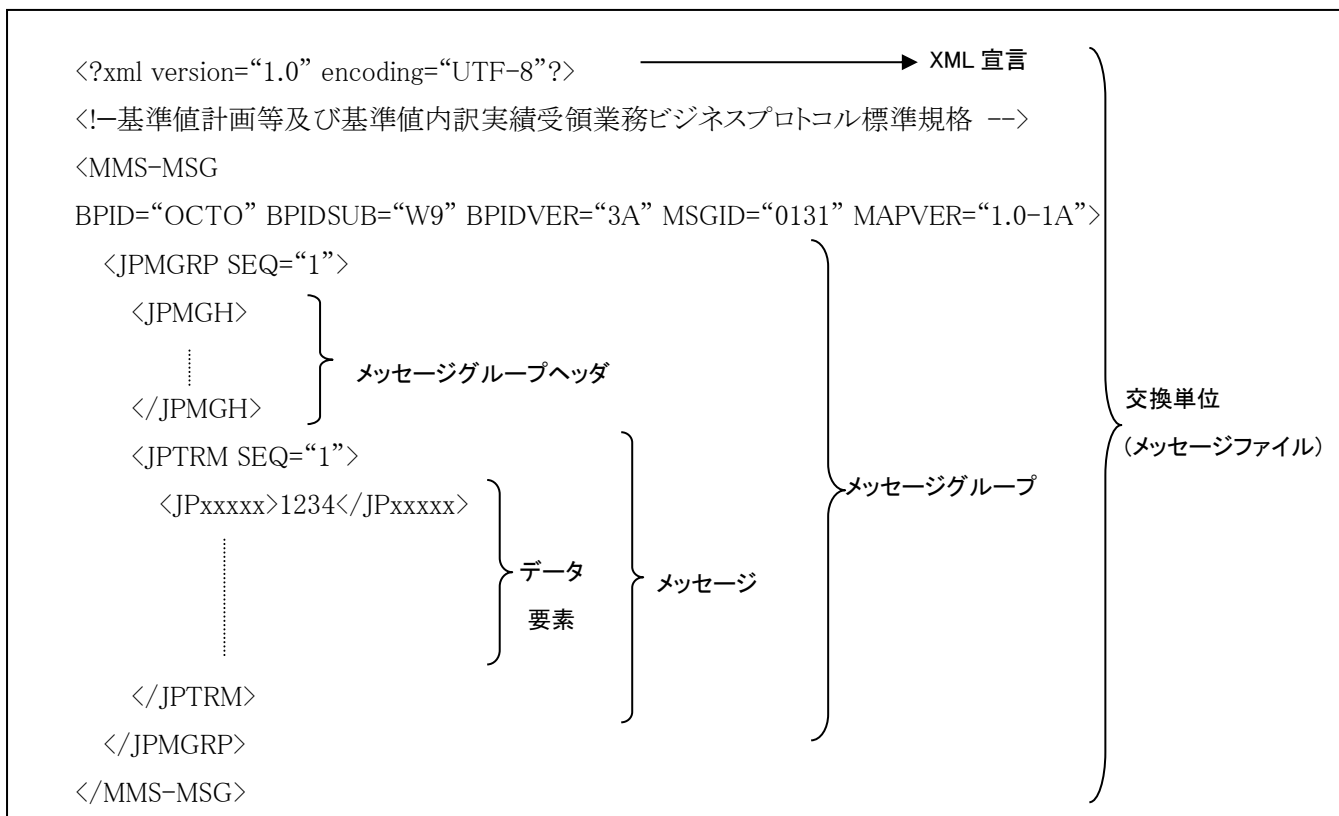 <?xml version=“1.0” encoding=“UTF-8”?> XML 宣言
<!—基準値計画等及び基準値内訳実績受領業務ビジネスプロトコル標準規格 -->
<MMS-MSG
BPID=“OCTO” BPIDSUB=“W9” BPIDVER=“3A” MSGID=“0131” MAPVER=“1.0-1A”>
<JPMGRP SEQ=“1”>
<JPMGH>
メッセージグループヘッダ
</JPMGH>
交換単位
(メッセージファイル)
<JPTRM SEQ=“1”>
メッセージグループ
<JPxxxxx>1234</JPxxxxx>
データ
要素
メッセージ
</JPTRM>
</JPMGRP>
</MMS-MSG>